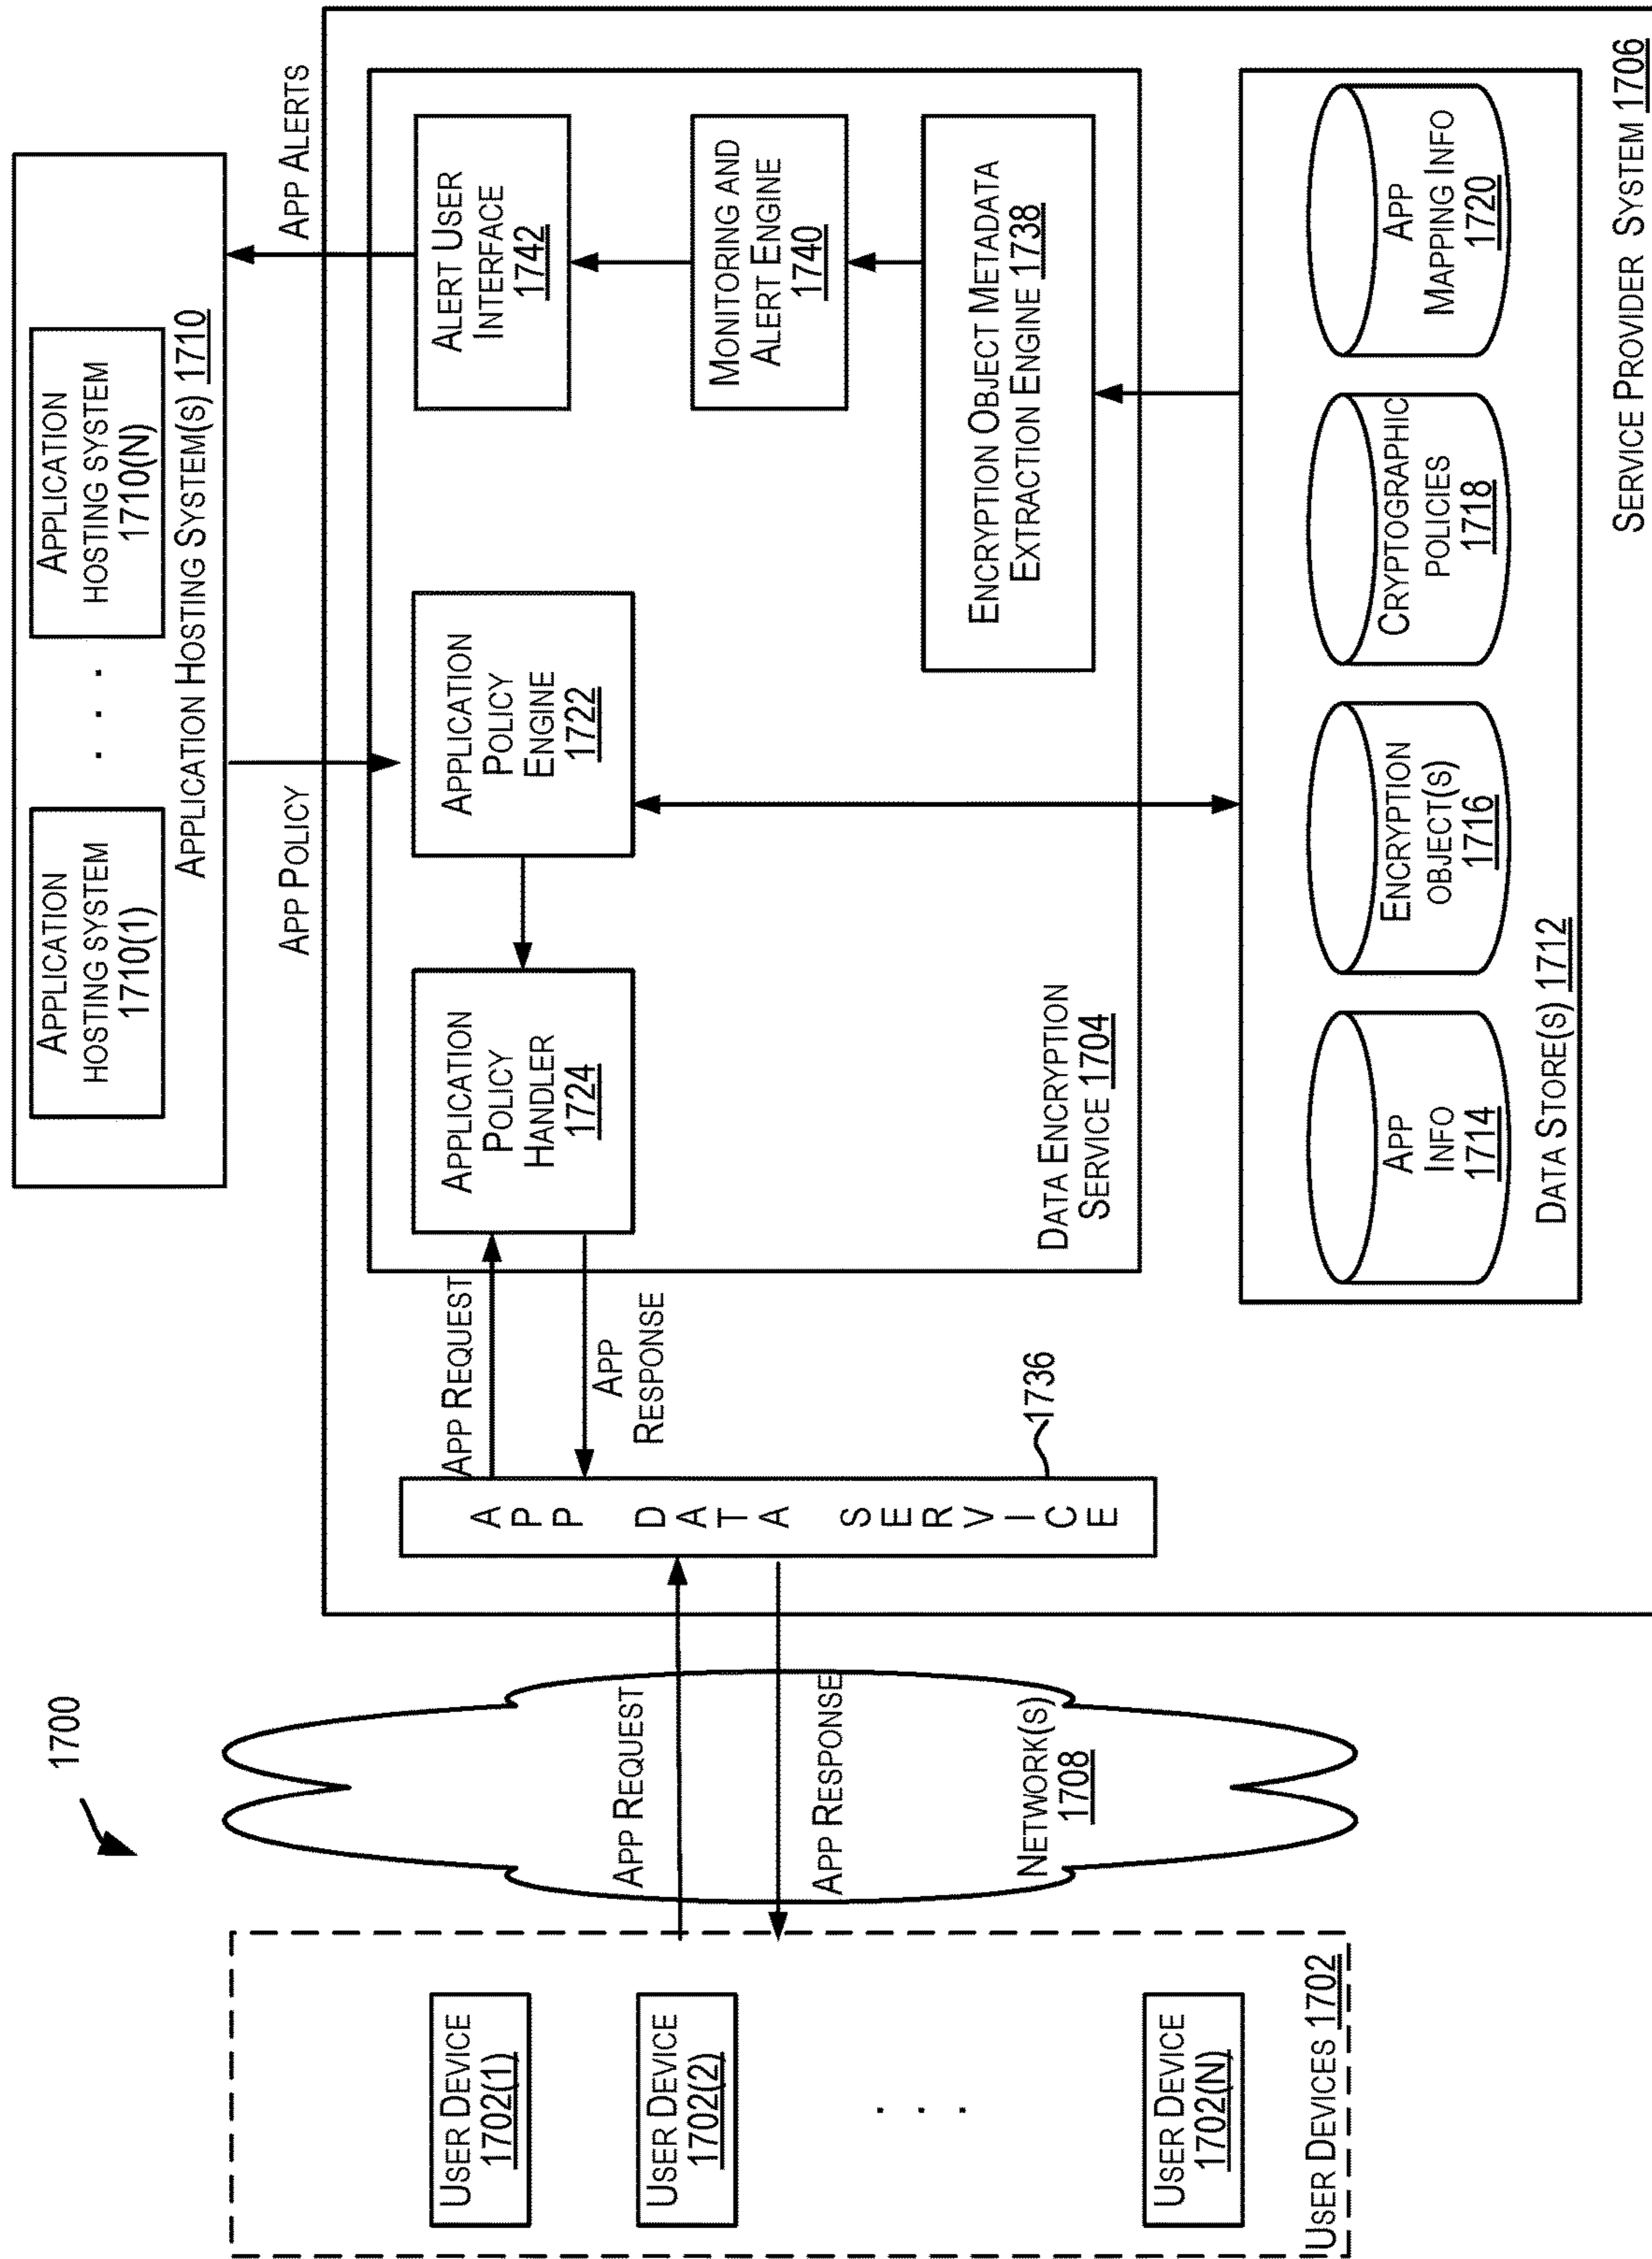 1700
USER DEVICE
1702(1)
USER DEVICE
1702(2)
. . .
USER DEVICE
1702(N)
USER DEVICES 1702
APP REQUEST
APP RESPONSE
NETWORK(S)
1708
APP DATA SERVICE
1736
APP REQUEST
APP
RESPONSE
APPLICATION
HOSTING SYSTEM
1710(1)
. . .
APPLICATION
HOSTING SYSTEM
1710(N)
APPLICATION HOSTING SYSTEM(S) 1710
APP POLICY
APP ALERTS
APPLICATION
POLICY
HANDLER
1724
APPLICATION
POLICY
ENGINE
1722
ALERT USER
INTERFACE
1742
MONITORING AND
ALERT ENGINE
1740
ENCRYPTION OBJECT METADATA
EXTRACTION ENGINE 1738
DATA ENCRYPTION
SERVICE 1704
APP
INFO
1714
ENCRYPTION
OBJECT(S)
1716
CRYPTOGRAPHIC
POLICIES
1718
APP
MAPPING INFO
1720
DATA STORE(S) 1712
SERVICE PROVIDER SYSTEM 1706